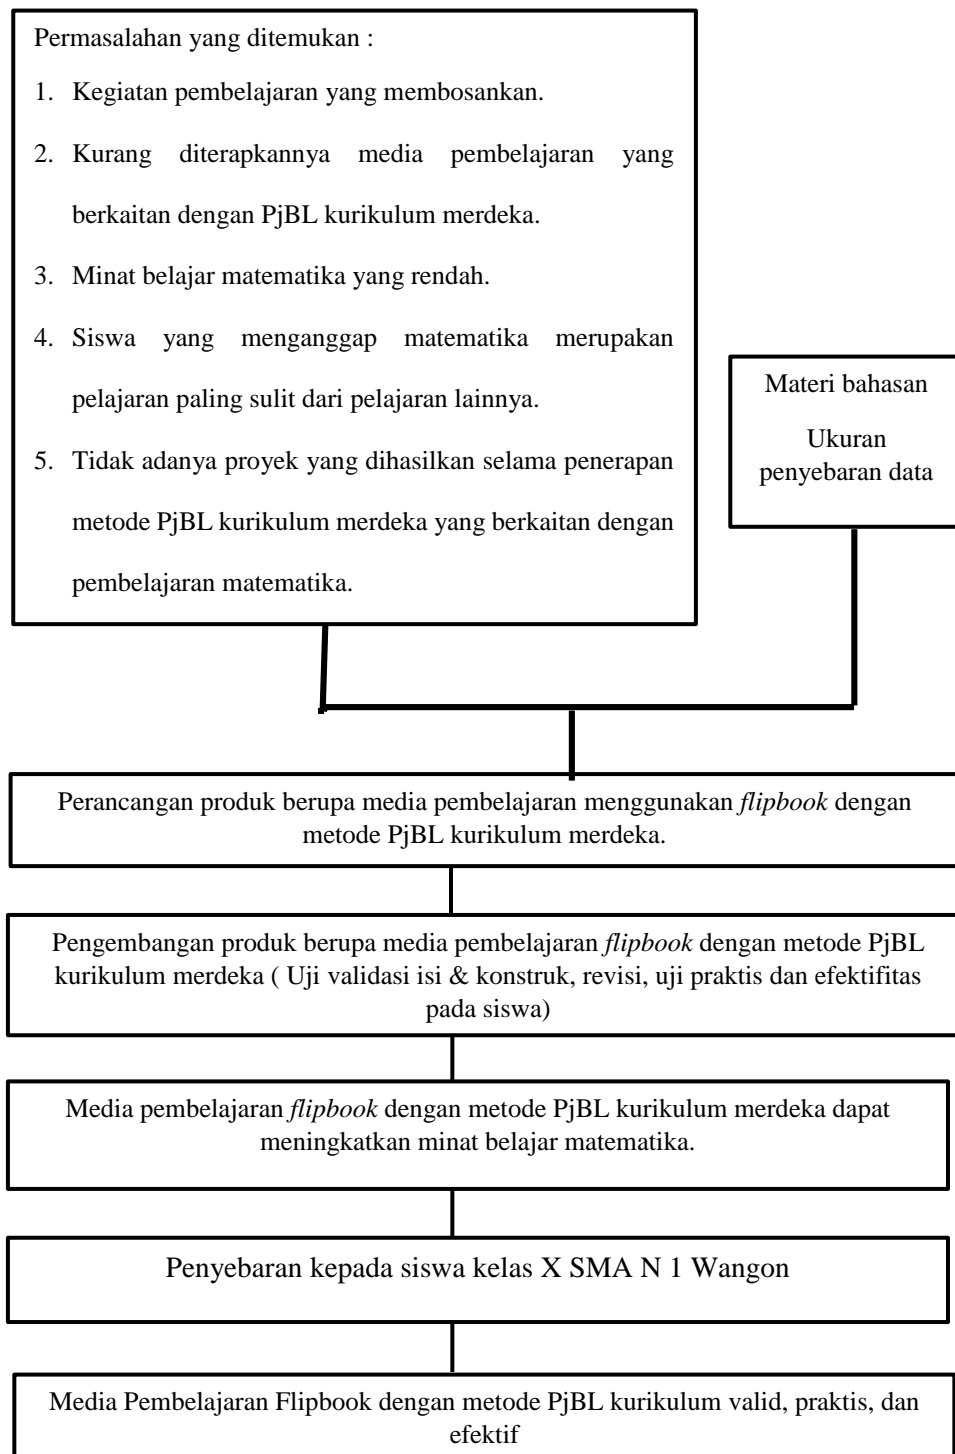 Permasalahan yang ditemukan :
1. Kegiatan pembelajaran yang membosankan.
2. Kurang diterapkannya media pembelajaran yang
berkaitan dengan PjBL kurikulum merdeka.
3. Minat belajar matematika yang rendah.
4. Siswa yang menganggap matematika merupakan
pelajaran paling sulit dari pelajaran lainnya.
5. Tidak adanya proyek yang dihasilkan selama penerapan
metode PjBL kurikulum merdeka yang berkaitan dengan
pembelajaran matematika.
Materi bahasan
Ukuran
penyebaran data
Perancangan produk berupa media pembelajaran menggunakan flipbook dengan
metode PjBL kurikulum merdeka.
Pengembangan produk berupa media pembelajaran flipbook dengan metode PjBL
kurikulum merdeka ( Uji validasi isi & konstruk, revisi, uji praktis dan efektifitas
pada siswa)
Media pembelajaran flipbook dengan metode PjBL kurikulum merdeka dapat
meningkatkan minat belajar matematika.
Penyebaran kepada siswa kelas X SMA N 1 Wangon
Media Pembelajaran Flipbook dengan metode PjBL kurikulum valid, praktis, dan
efektif